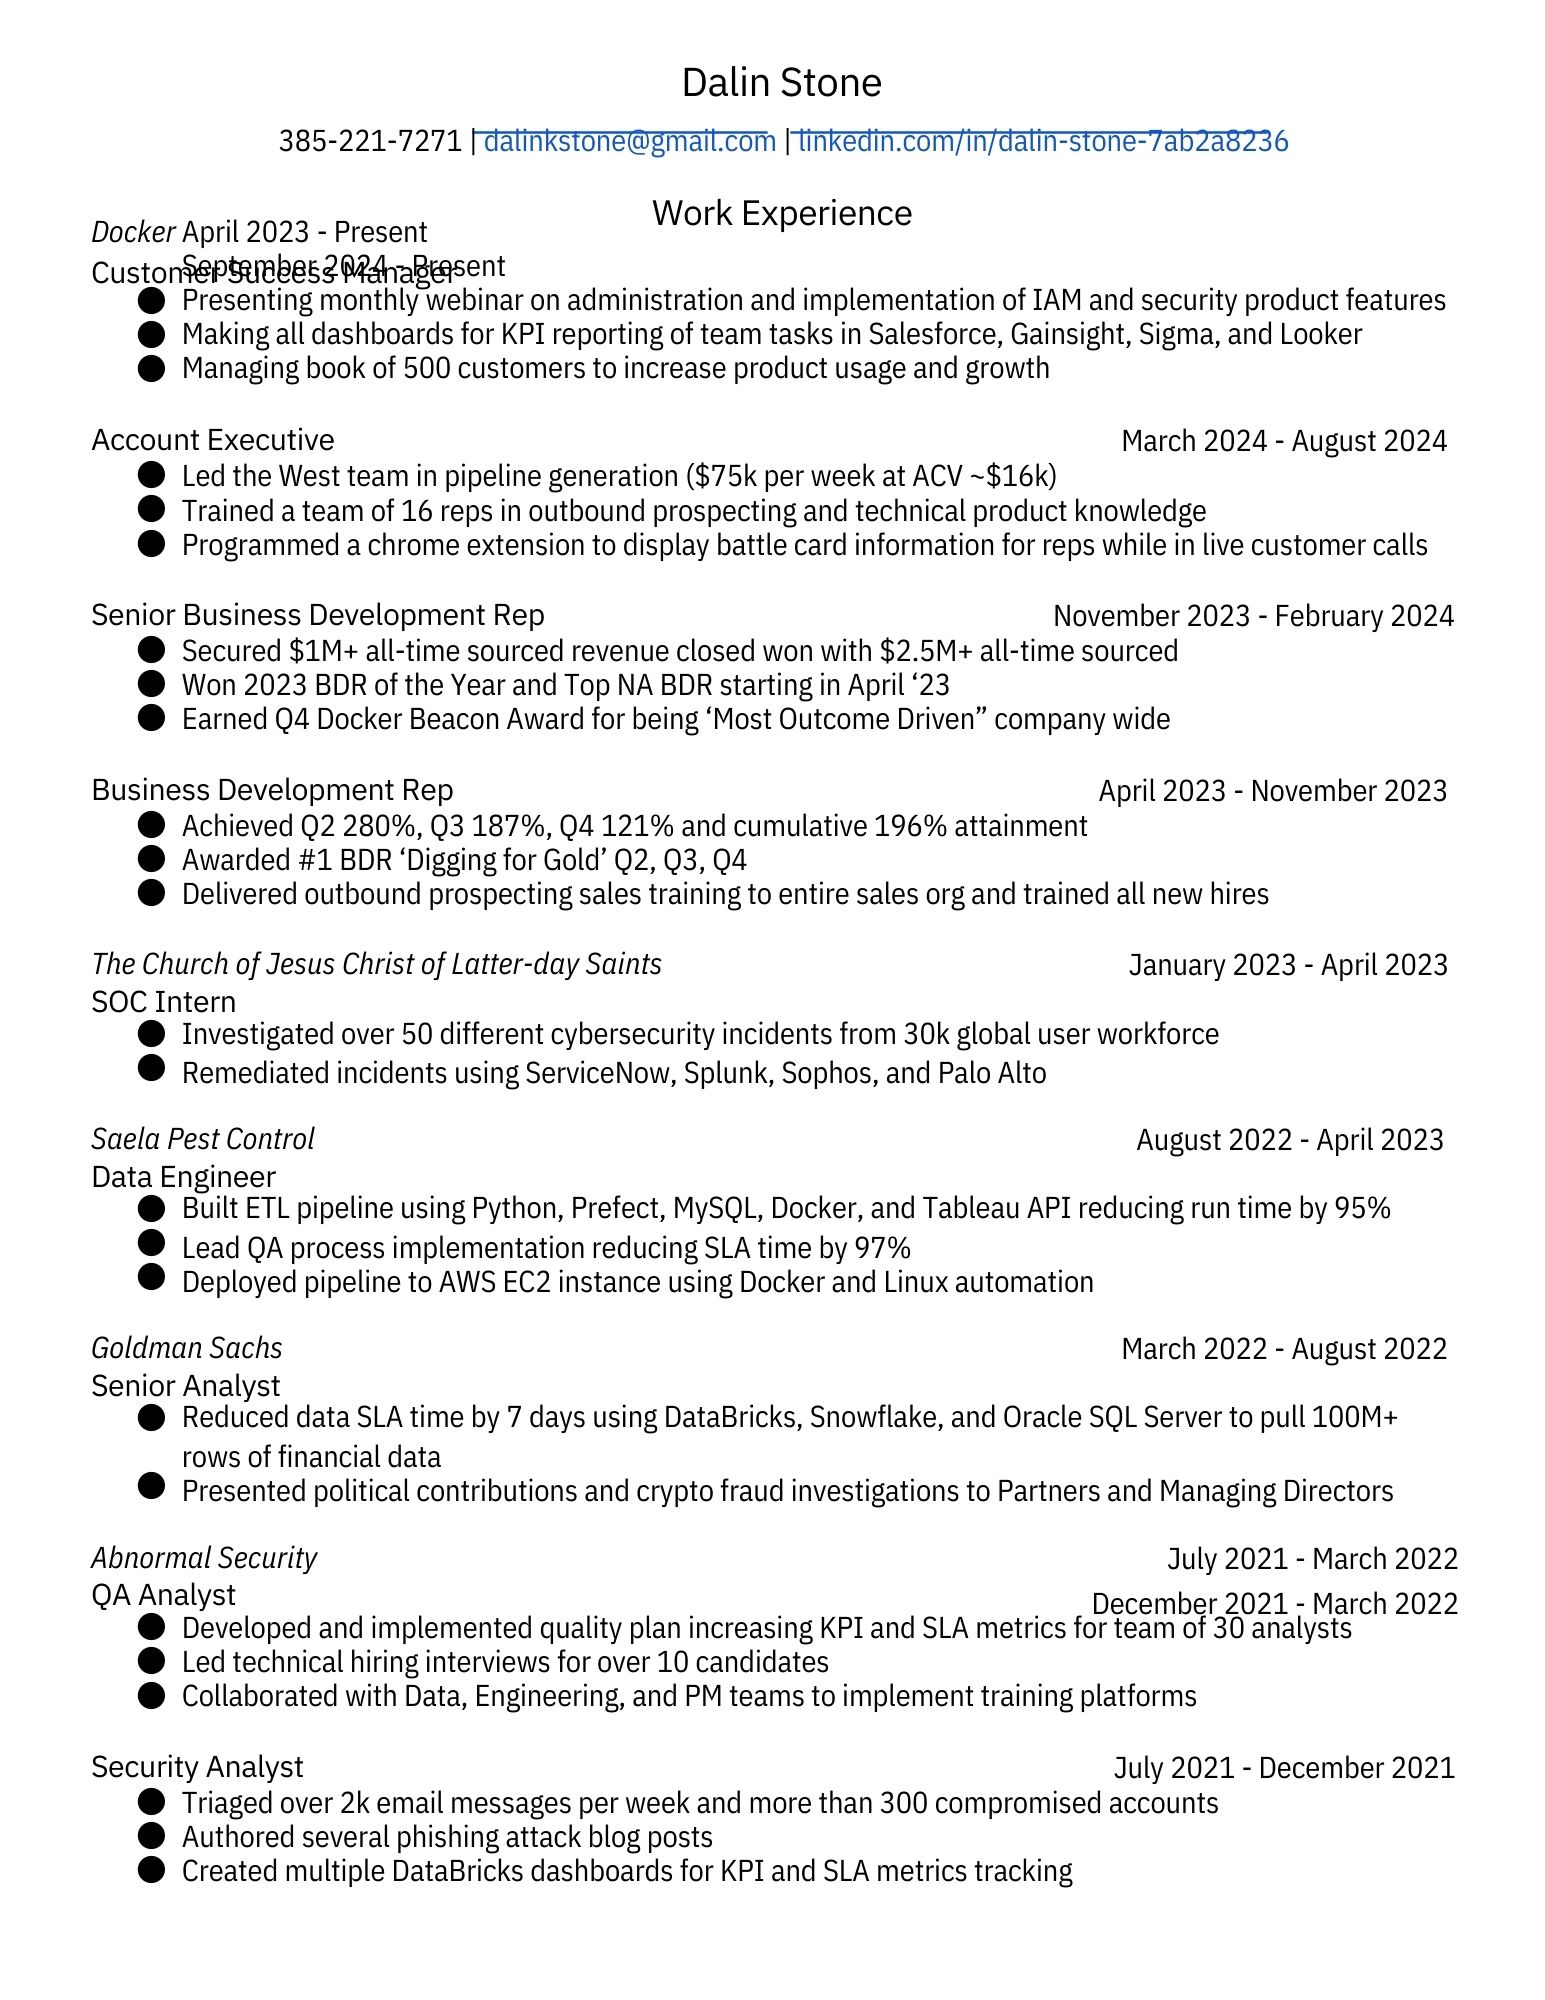 Dalin Stone
385-221-7271 | dalinkstone@gmail.com | linkedin.com/in/dalin-stone-7ab2a8236
Work Experience
Docker April 2023 - Present
September 2024 - Present
Customer Success Manager
● Presenting monthly webinar on administration and implementation of IAM and security product features
● Making all dashboards for KPI reporting of team tasks in Salesforce, Gainsight, Sigma, and Looker
● Managing book of 500 customers to increase product usage and growth
Account Executive March 2024 - August 2024
● Led the West team in pipeline generation ($75k per week at ACV ~$16k)
● Trained a team of 16 reps in outbound prospecting and technical product knowledge
● Programmed a chrome extension to display battle card information for reps while in live customer calls
Senior Business Development Rep November 2023 - February 2024
● Secured $1M+ all-time sourced revenue closed won with $2.5M+ all-time sourced
● Won 2023 BDR of the Year and Top NA BDR starting in April ‘23
● Earned Q4 Docker Beacon Award for being ‘Most Outcome Driven” company wide
Business Development Rep April 2023 - November 2023
● Achieved Q2 280%, Q3 187%, Q4 121% and cumulative 196% attainment
● Awarded #1 BDR ‘Digging for Gold’ Q2, Q3, Q4
● Delivered outbound prospecting sales training to entire sales org and trained all new hires
The Church of Jesus Christ of Latter-day Saints January 2023 - April 2023
SOC Intern
● Investigated over 50 different cybersecurity incidents from 30k global user workforce
● Remediated incidents using ServiceNow, Splunk, Sophos, and Palo Alto
Saela Pest Control August 2022 - April 2023
Data Engineer
● Built ETL pipeline using Python, Prefect, MySQL, Docker, and Tableau API reducing run time by 95%
● Lead QA process implementation reducing SLA time by 97%
● Deployed pipeline to AWS EC2 instance using Docker and Linux automation
Goldman Sachs March 2022 - August 2022
Senior Analyst
● Reduced data SLA time by 7 days using DataBricks, Snowflake, and Oracle SQL Server to pull 100M+
rows of financial data
● Presented political contributions and crypto fraud investigations to Partners and Managing Directors
Abnormal Security July 2021 - March 2022
QA Analyst December 2021 - March 2022
● Developed and implemented quality plan increasing KPI and SLA metrics for team of 30 analysts
● Led technical hiring interviews for over 10 candidates
● Collaborated with Data, Engineering, and PM teams to implement training platforms
Security Analyst July 2021 - December 2021
● Triaged over 2k email messages per week and more than 300 compromised accounts
● Authored several phishing attack blog posts
● Created multiple DataBricks dashboards for KPI and SLA metrics tracking